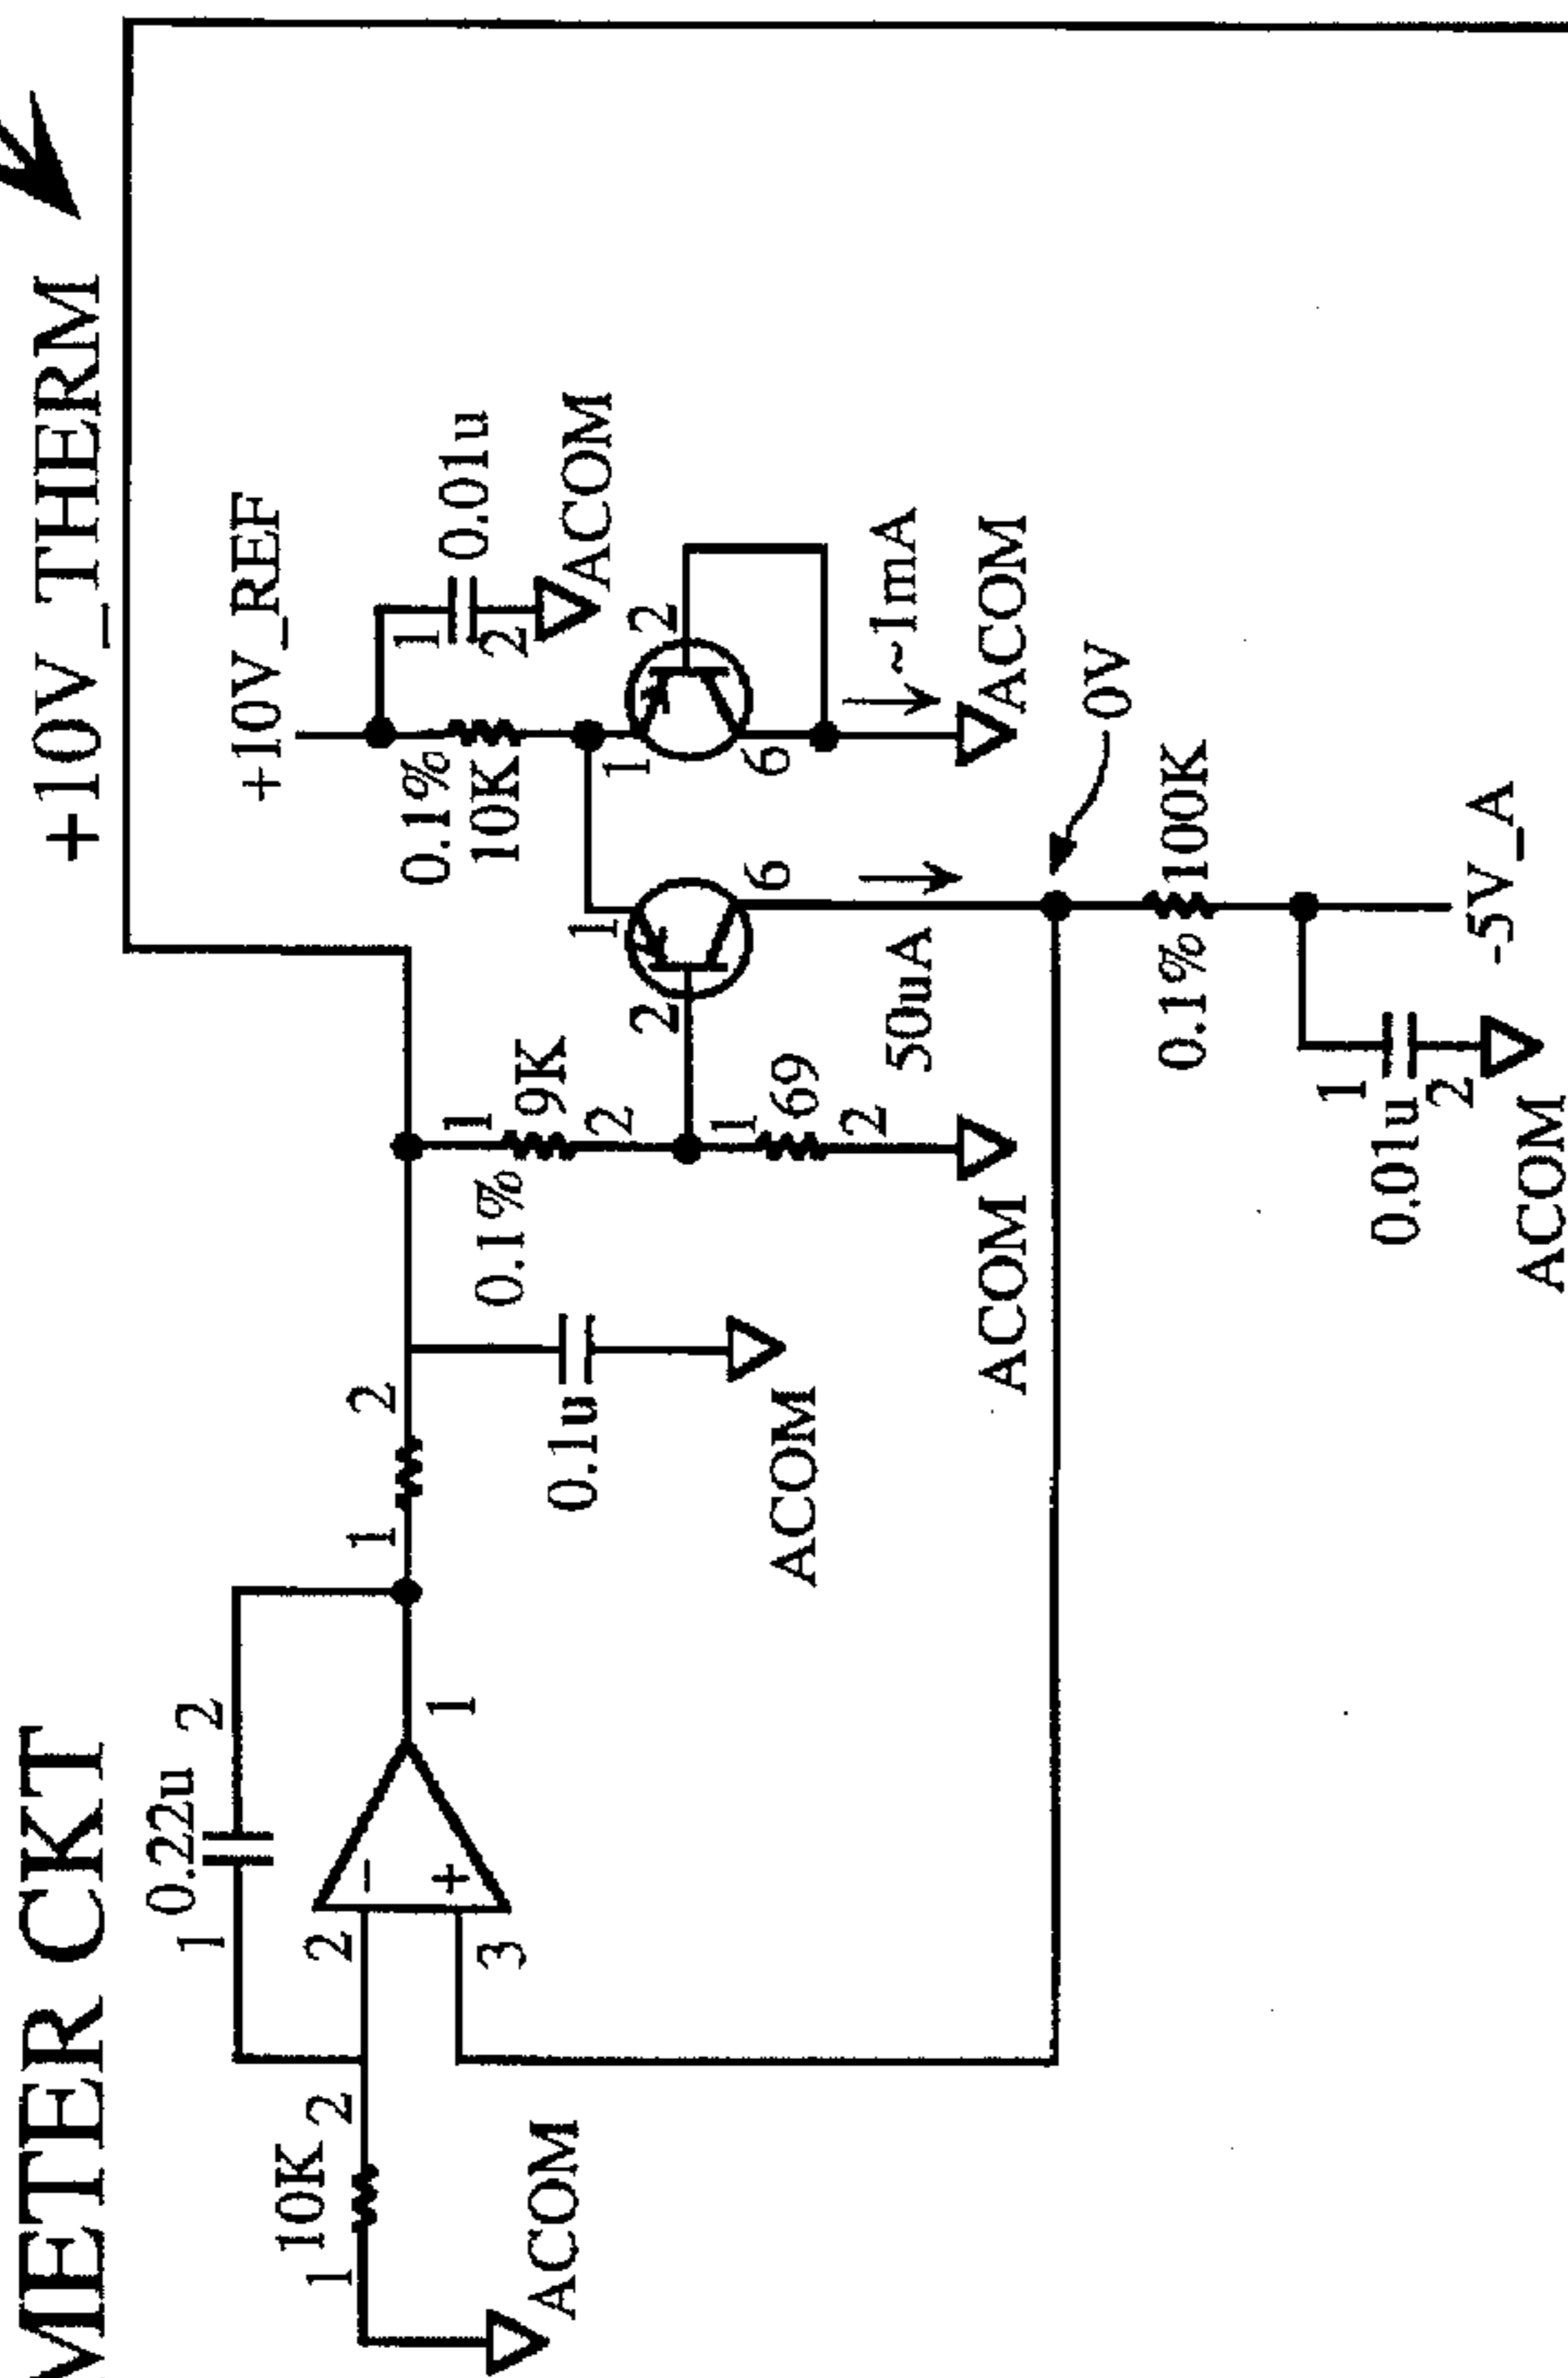 METER CKT
+10V_THERM
0.22u
1
2
10K
1
2
ACOM
2
3
-
+
1
1
2
0.1u
ACOM
0.1%
1
9K
2
1
69
2
ACOM
+10V_REF
0.1%
10K
1
2
0.01u
ACOM
1
2
6
1
2
6
50uA
~1mA
ACOM
0V
0.1%
100K
1
2
0.01u
ACOM
-5V_A